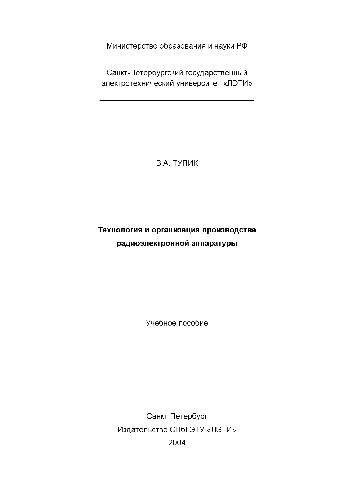 Министерство образования и науки РФ
Санкт-Петербургский государственный
электротехнический университет «ЛЭТИ»
В.А. ТУПИК
Технология и организация производства
радиоэлектронной аппаратуры
Учебное пособие
Санкт-Петербург
Издательство СПбГЭТУ «ЛЭТИ»
2004